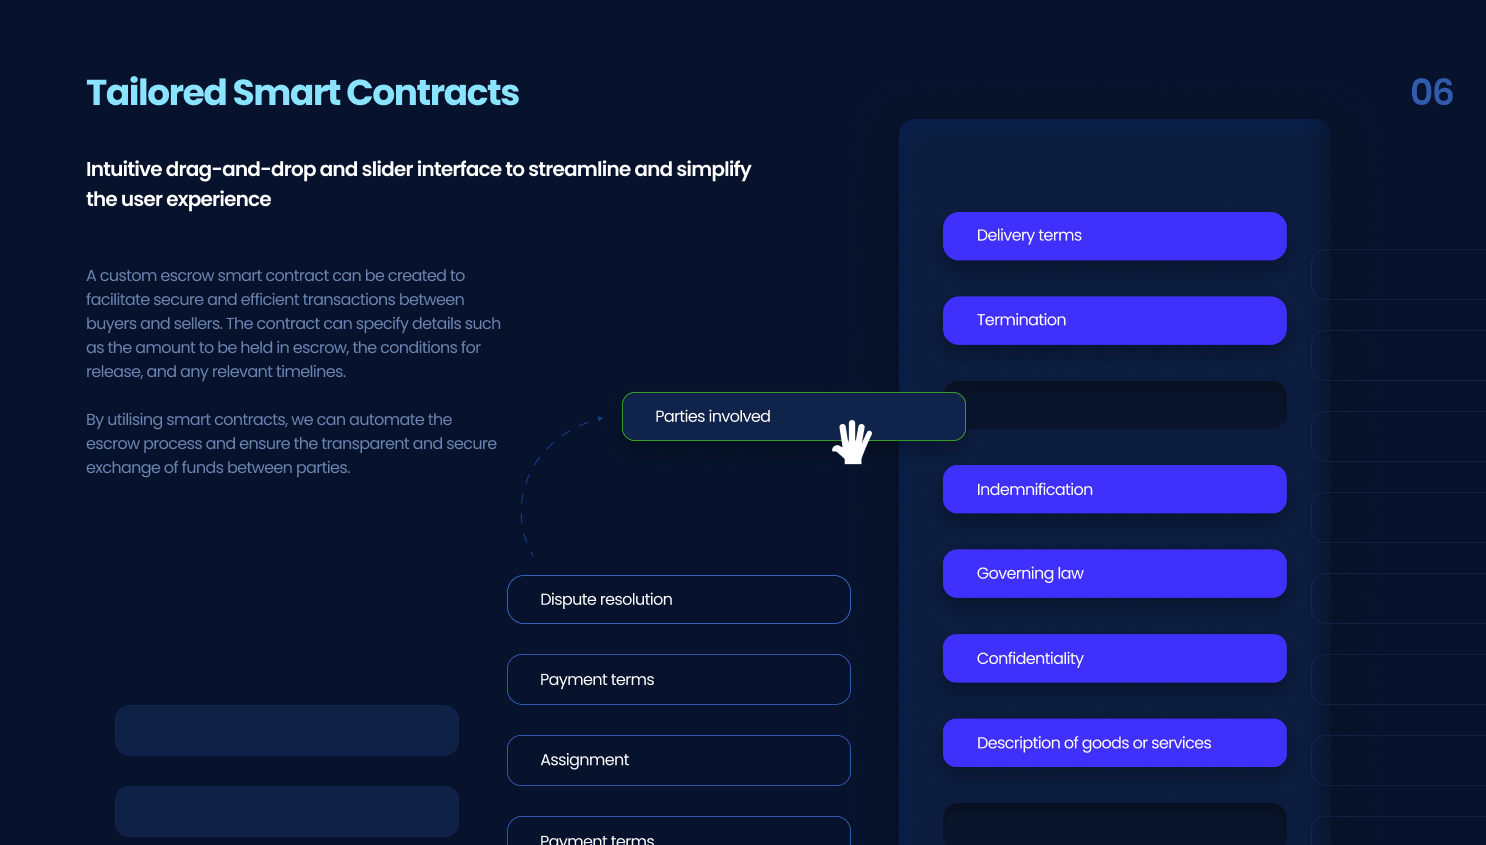 Tailored Smart Contracts
06
Intuitive drag-and-drop and slider interface to streamline and simplify
the user experience
A custom escrow smart contract can be created to
facilitate secure and efficient transactions between
buyers and sellers. The contract can specify details such
as the amount to be held in escrow, the conditions for
release, and any relevant timelines.
By utilising smart contracts, we can automate the
escrow process and ensure the transparent and secure
exchange of funds between parties.
Parties involved
Dispute resolution
Payment terms
Assignment
Payment terms
Delivery terms
Termination
Indemnification
Governing law
Confidentiality
Description of goods or services